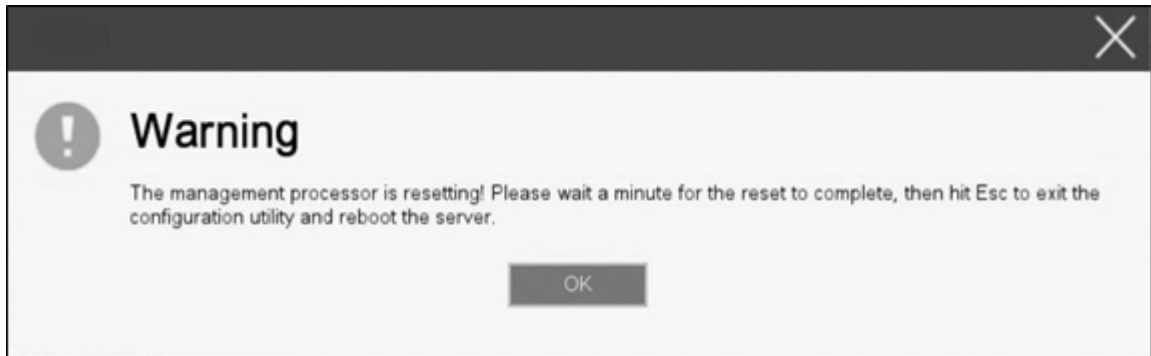 Warning
The management processor is resetting! Please wait a minute for the reset to complete, then hit Esc to exit the
configuration utility and reboot the server.
OK